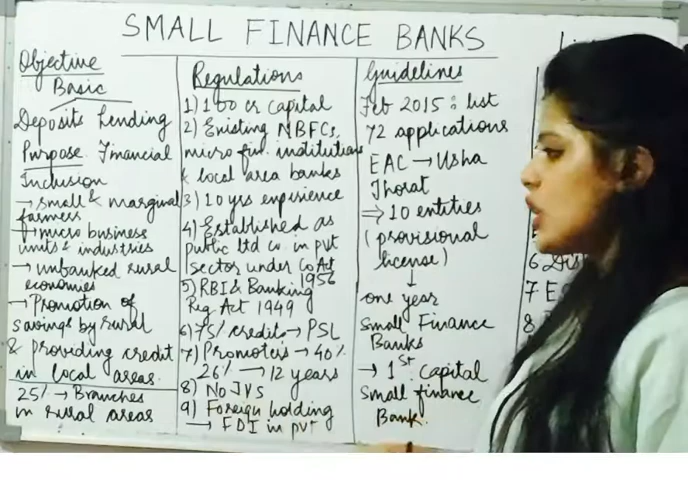 SMALL FINANCE BANKS
Objective
Basic
Deposits Lending
Purpose Financial
Inclusion
→ small & marginal
farmers
→ micro business
units & industries
→ unbanked rural
economies
→ Promotion of
savings by rural
& providing credit
in local areas.
25% → Branches
in rural areas
Regulations
1) 100 cr capital
2) Existing NBFCs,
micro fin. institutions
& local area banks
3) 10 yrs experience
4) Established as
public ltd co. in pvt
sector under Co Act
1956
5) RBI & Banking
Reg Act 1949
6) 75% credit → PSL
7) Promoters → 40%
26% → 12 years
8) No JVS
9) Foreign holding
→ FDI in pvt
Guidelines
Feb 2015 : list
72 applications
EAC → Usha
Thorat
⇒ 10 entities
(provisional
license)
↓
one year
Small Finance
Banks
→ 1st Capital
Small finance
Bank.
6
7 E
8